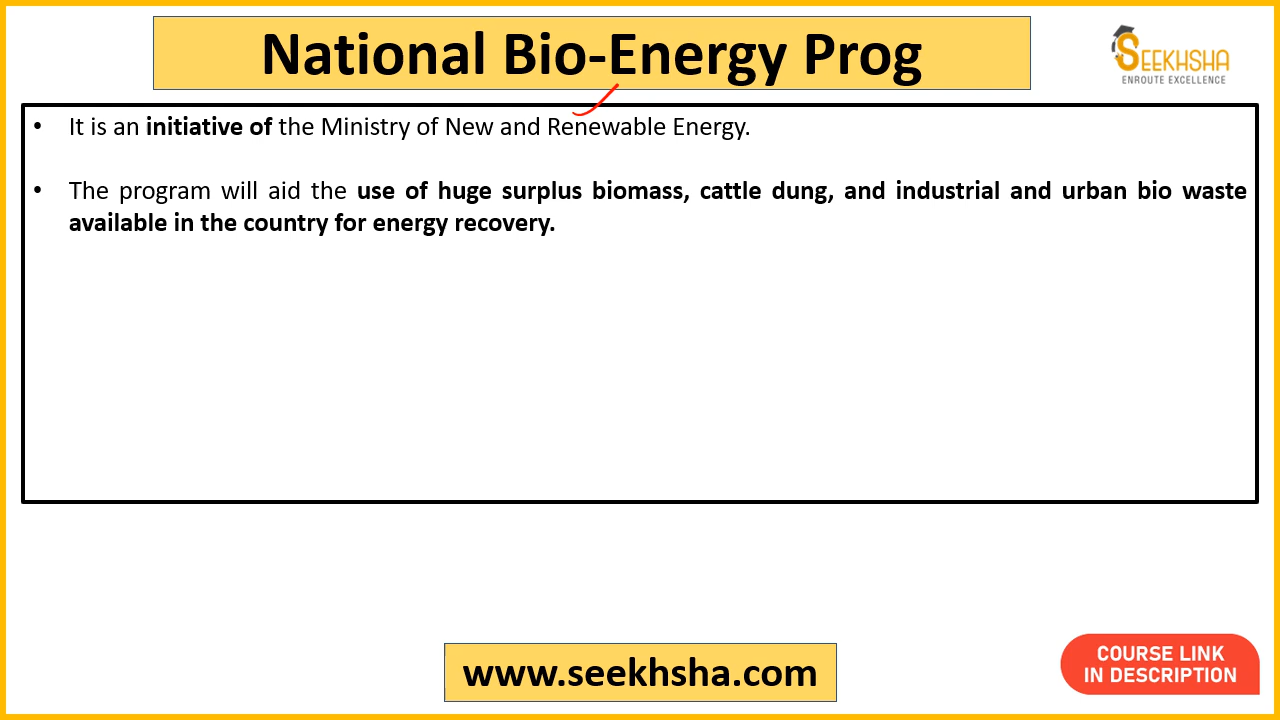 National Bio-Energy Prog
SEEKHSHA
ENROUTE EXCELLENCE
• It is an initiative of the Ministry of New and Renewable Energy.
• The program will aid the use of huge surplus biomass, cattle dung, and industrial and urban bio waste
available in the country for energy recovery.
www.seekhsha.com
COURSE LINK
IN DESCRIPTION